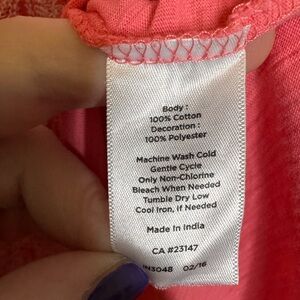 Body :
100% Cotton
Decoration :
100% Polyester
Machine Wash Cold
Gentle Cycle
Only Non-Chlorine
Bleach When Needed
Tumble Dry Low
Cool Iron, if Needed
Made in India
CA #23147
IN3048 02/16